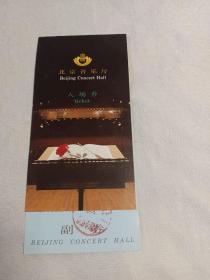 北京音乐厅
Beijing Concert Hall
入场券
Ticket
副
BEIJING CONCERT HALL